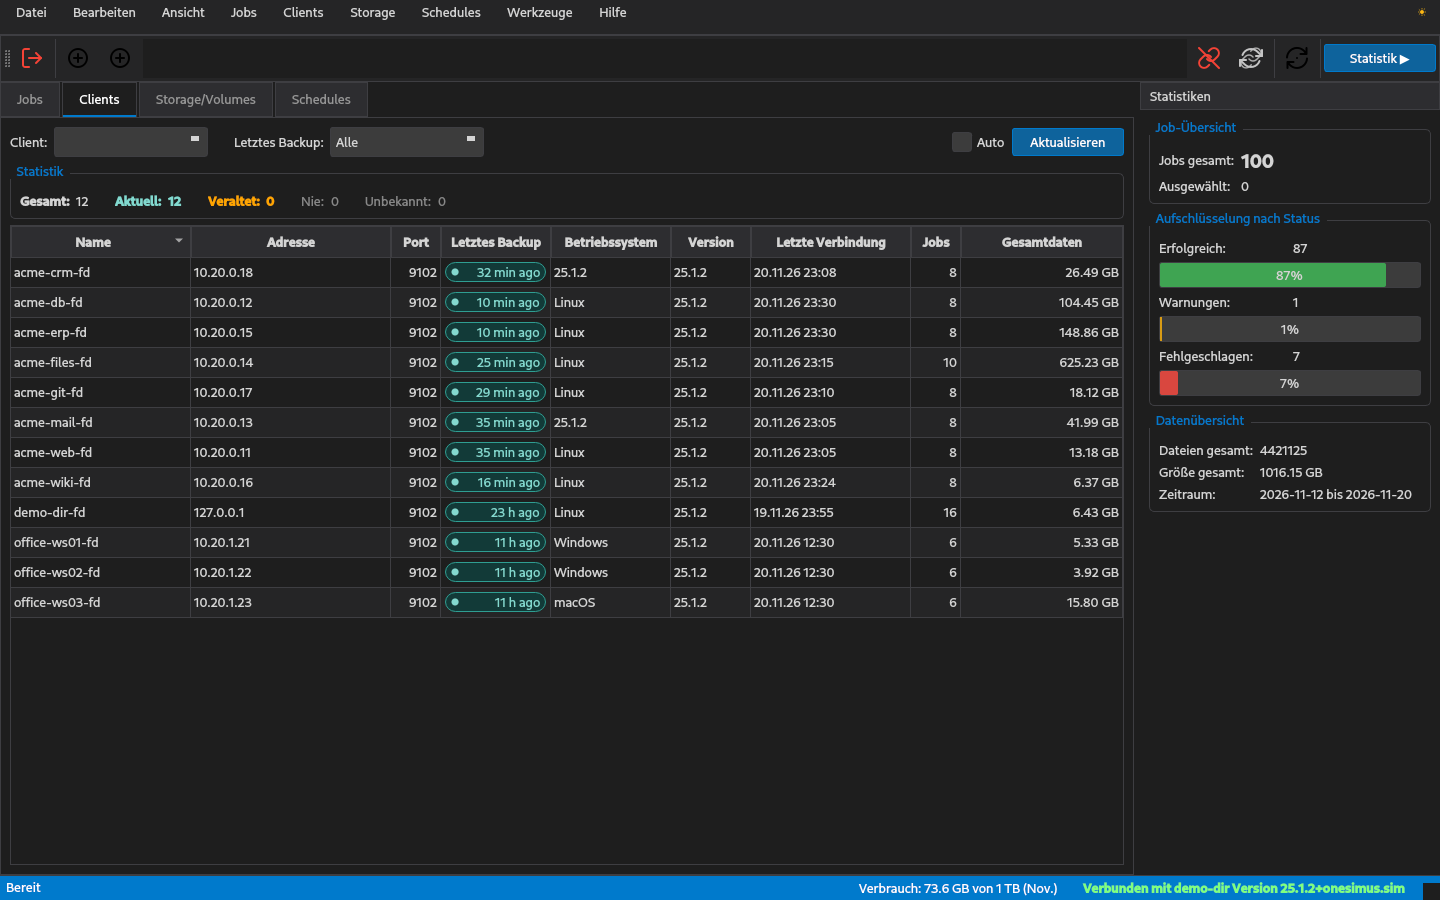 Datei Bearbeiten Ansicht Jobs Clients Storage Schedules Werkzeuge Hilfe
Statistik ▶
Jobs Clients Storage/Volumes Schedules
Statistiken
Client: Letztes Backup: Alle Auto Aktualisieren
Statistik
Gesamt: 12 Aktuell: 12 Veraltet: 0 Nie: 0 Unbekannt: 0
Name Adresse Port Letztes Backup Betriebssystem Version Letzte Verbindung Jobs Gesamtdaten
acme-crm-fd 10.20.0.18 9102 32 min ago 25.1.2 25.1.2 20.11.26 23:08 8 26.49 GB
acme-db-fd 10.20.0.12 9102 10 min ago Linux 25.1.2 20.11.26 23:30 8 104.45 GB
acme-erp-fd 10.20.0.15 9102 10 min ago Linux 25.1.2 20.11.26 23:30 8 148.86 GB
acme-files-fd 10.20.0.14 9102 25 min ago Linux 25.1.2 20.11.26 23:15 10 625.23 GB
acme-git-fd 10.20.0.17 9102 29 min ago Linux 25.1.2 20.11.26 23:10 8 18.12 GB
acme-mail-fd 10.20.0.13 9102 35 min ago 25.1.2 25.1.2 20.11.26 23:05 8 41.99 GB
acme-web-fd 10.20.0.11 9102 35 min ago Linux 25.1.2 20.11.26 23:05 8 13.18 GB
acme-wiki-fd 10.20.0.16 9102 16 min ago Linux 25.1.2 20.11.26 23:24 8 6.37 GB
demo-dir-fd 127.0.0.1 9102 23 h ago Linux 25.1.2 19.11.26 23:55 16 6.43 GB
office-ws01-fd 10.20.1.21 9102 11 h ago Windows 25.1.2 20.11.26 12:30 6 5.33 GB
office-ws02-fd 10.20.1.22 9102 11 h ago Windows 25.1.2 20.11.26 12:30 6 3.92 GB
office-ws03-fd 10.20.1.23 9102 11 h ago macOS 25.1.2 20.11.26 12:30 6 15.80 GB
Job-Übersicht
Jobs gesamt: 100
Ausgewählt: 0
Aufschlüsselung nach Status
Erfolgreich: 87
87%
Warnungen: 1
1%
Fehlgeschlagen: 7
7%
Datenübersicht
Dateien gesamt: 4421125
Größe gesamt: 1016.15 GB
Zeitraum: 2026-11-12 bis 2026-11-20
Bereit Verbrauch: 73.6 GB von 1 TB (Nov.) Verbunden mit demo-dir Version 25.1.2+onesimus.sim